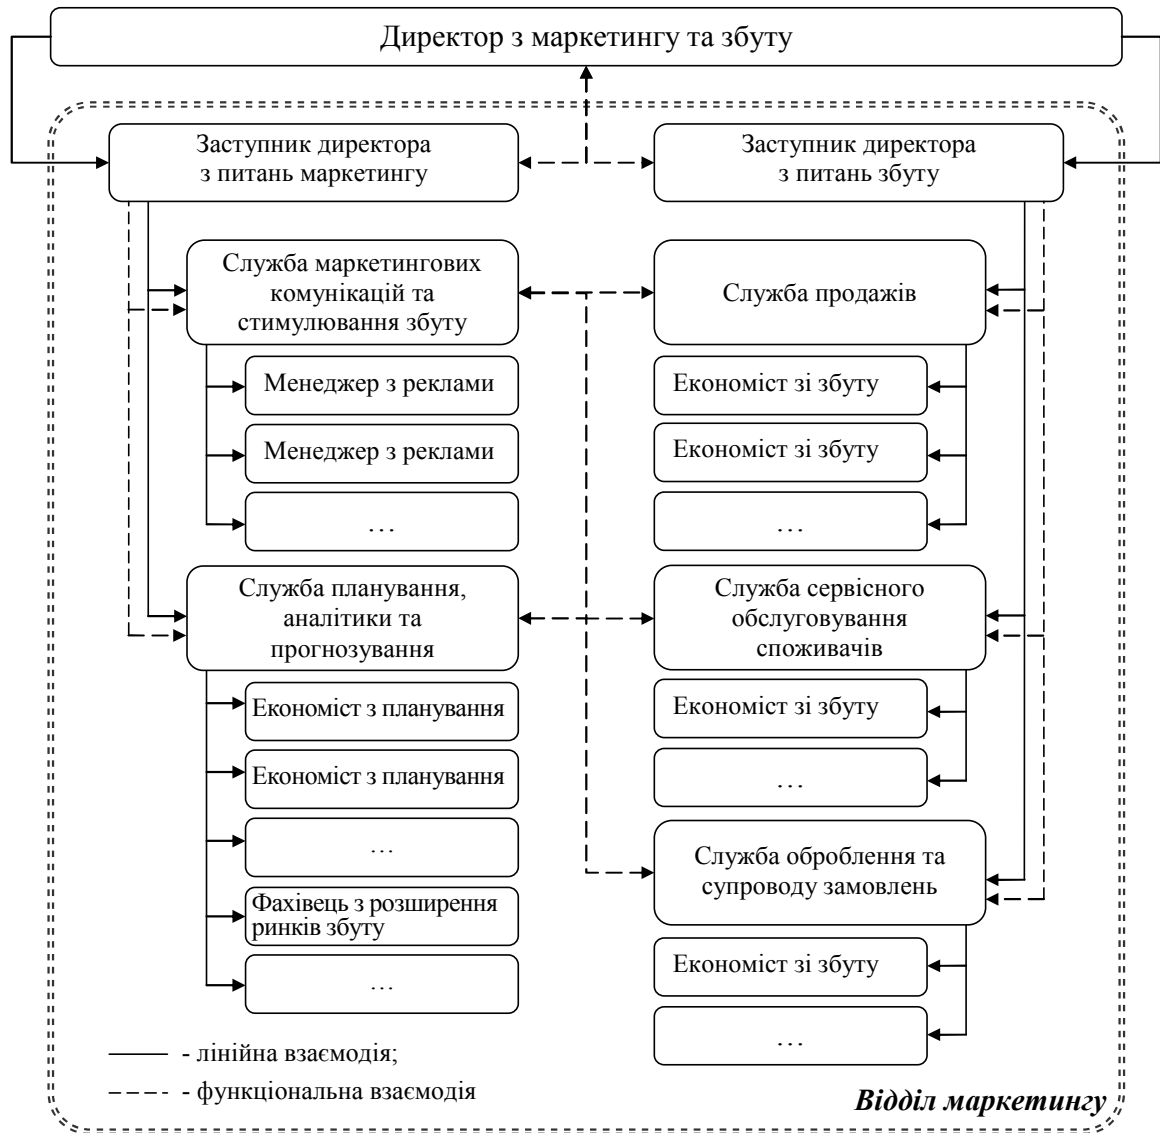 Директор з маркетингу та збуту
Заступник директора
з питань маркетингу
Заступник директора
з питань збуту
Служба маркетингових
комунікацій та
стимулювання збуту
Служба продажів
Менеджер з реклами
Економіст зі збуту
Менеджер з реклами
Економіст зі збуту
…
…
Служба планування,
аналітики та
прогнозування
Служба сервісного
обслуговування
споживачів
Економіст з планування
Економіст зі збуту
Економіст з планування
…
…
Служба оброблення та
супроводу замовлень
Фахівець з розширення
ринків збуту
Економіст зі збуту
…
…
- лінійна взаємодія;
- функціональна взаємодія
Відділ маркетингу